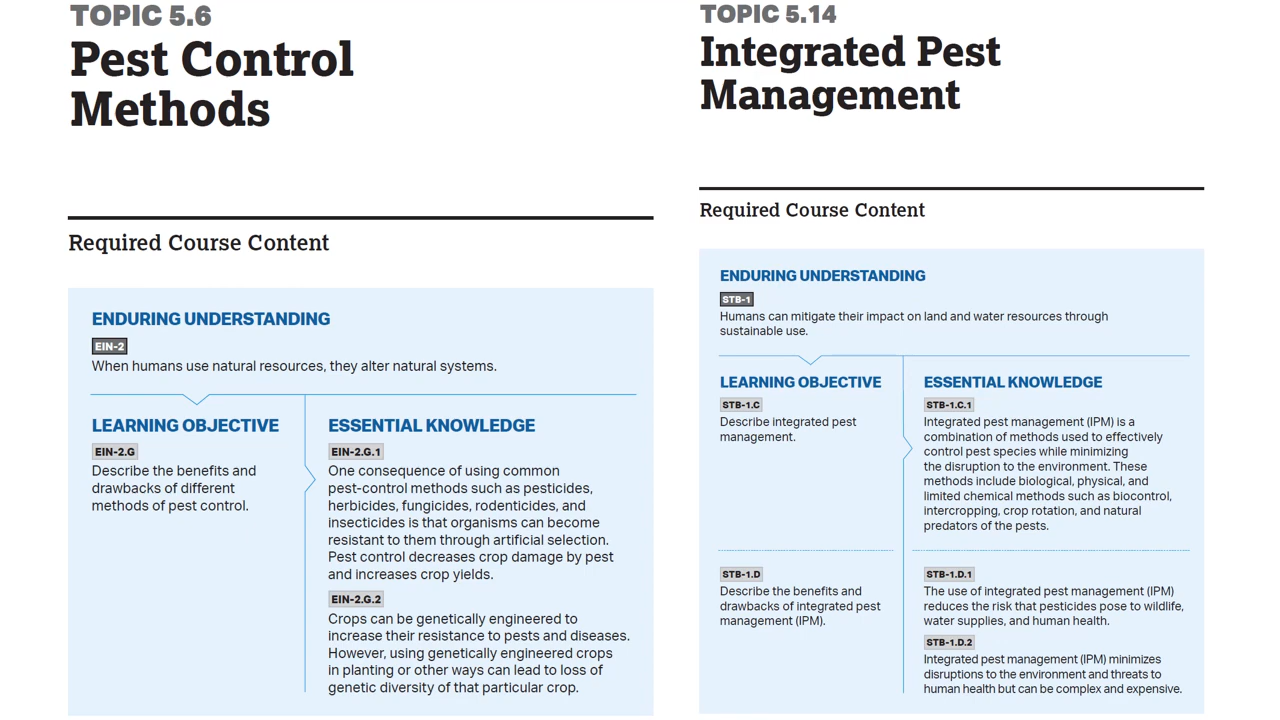 TOPIC 5.6
Pest Control
Methods
Required Course Content
ENDURING UNDERSTANDING
EIN-2
When humans use natural resources, they alter natural systems.
LEARNING OBJECTIVE
EIN-2.G
Describe the benefits and
drawbacks of different
methods of pest control.
ESSENTIAL KNOWLEDGE
EIN-2.G.1
One consequence of using common
pest-control methods such as pesticides,
herbicides, fungicides, rodenticides, and
insecticides is that organisms can become
resistant to them through artificial selection.
Pest control decreases crop damage by pest
and increases crop yields.
EIN-2.G.2
Crops can be genetically engineered to
increase their resistance to pests and diseases.
However, using genetically engineered crops
in planting or other ways can lead to loss of
genetic diversity of that particular crop.
TOPIC 5.14
Integrated Pest
Management
Required Course Content
ENDURING UNDERSTANDING
STB-1
Humans can mitigate their impact on land and water resources through
sustainable use.
LEARNING OBJECTIVE
STB-1.C
Describe integrated pest
management.
ESSENTIAL KNOWLEDGE
STB-1.C.1
Integrated pest management (IPM) is a
combination of methods used to effectively
control pest species while minimizing
the disruption to the environment. These
methods include biological, physical, and
limited chemical methods such as biocontrol,
intercropping, crop rotation, and natural
predators of the pests.
STB-1.D
Describe the benefits and
drawbacks of integrated pest
management (IPM).
STB-1.D.1
The use of integrated pest management (IPM)
reduces the risk that pesticides pose to wildlife,
water supplies, and human health.
STB-1.D.2
Integrated pest management (IPM) minimizes
disruptions to the environment and threats to
human health but can be complex and expensive.